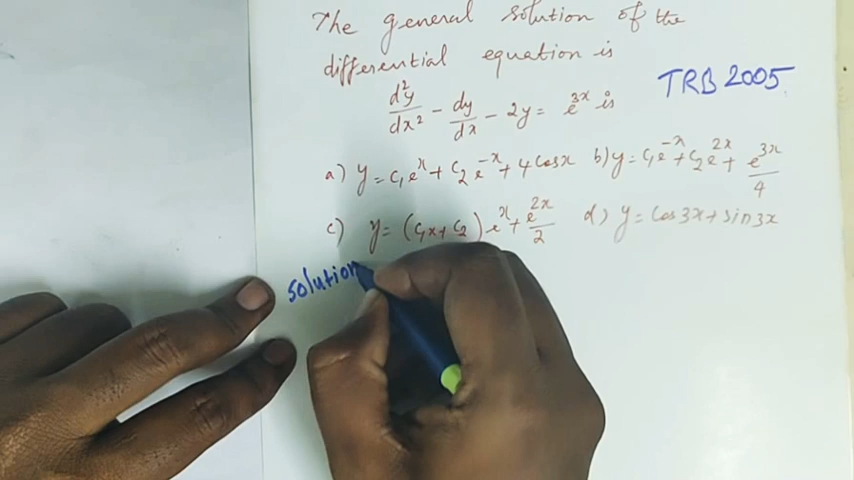 The general solution of the
differential equation is
d²y/dx² - dy/dx - 2y = e^3x is
TRB 2005.
a) y = c₁e^x + c₂e^-x + 4cosx b) y = c₁e^-x + c₂e^2x + e^3x/4
c) y = (c₁x + c₂) e^x + e^2x/2 d) y = cos3x + sin3x
solution